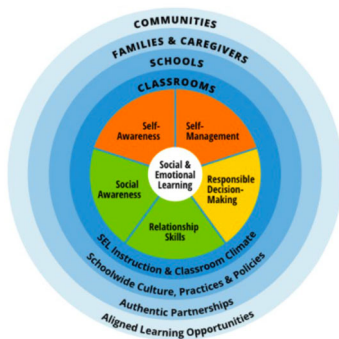 COMMUNITIES
FAMILIES & CAREGIVERS
SCHOOLS
CLASSROOMS
Self-
Awareness
Self-
Management
Social &
Emotional
Learning
Social
Awareness
Responsible
Decision-
Making
Relationship
Skills
SEL Instruction & Classroom Climate
Schoolwide Culture, Practices & Policies
Authentic Partnerships
Aligned Learning Opportunities